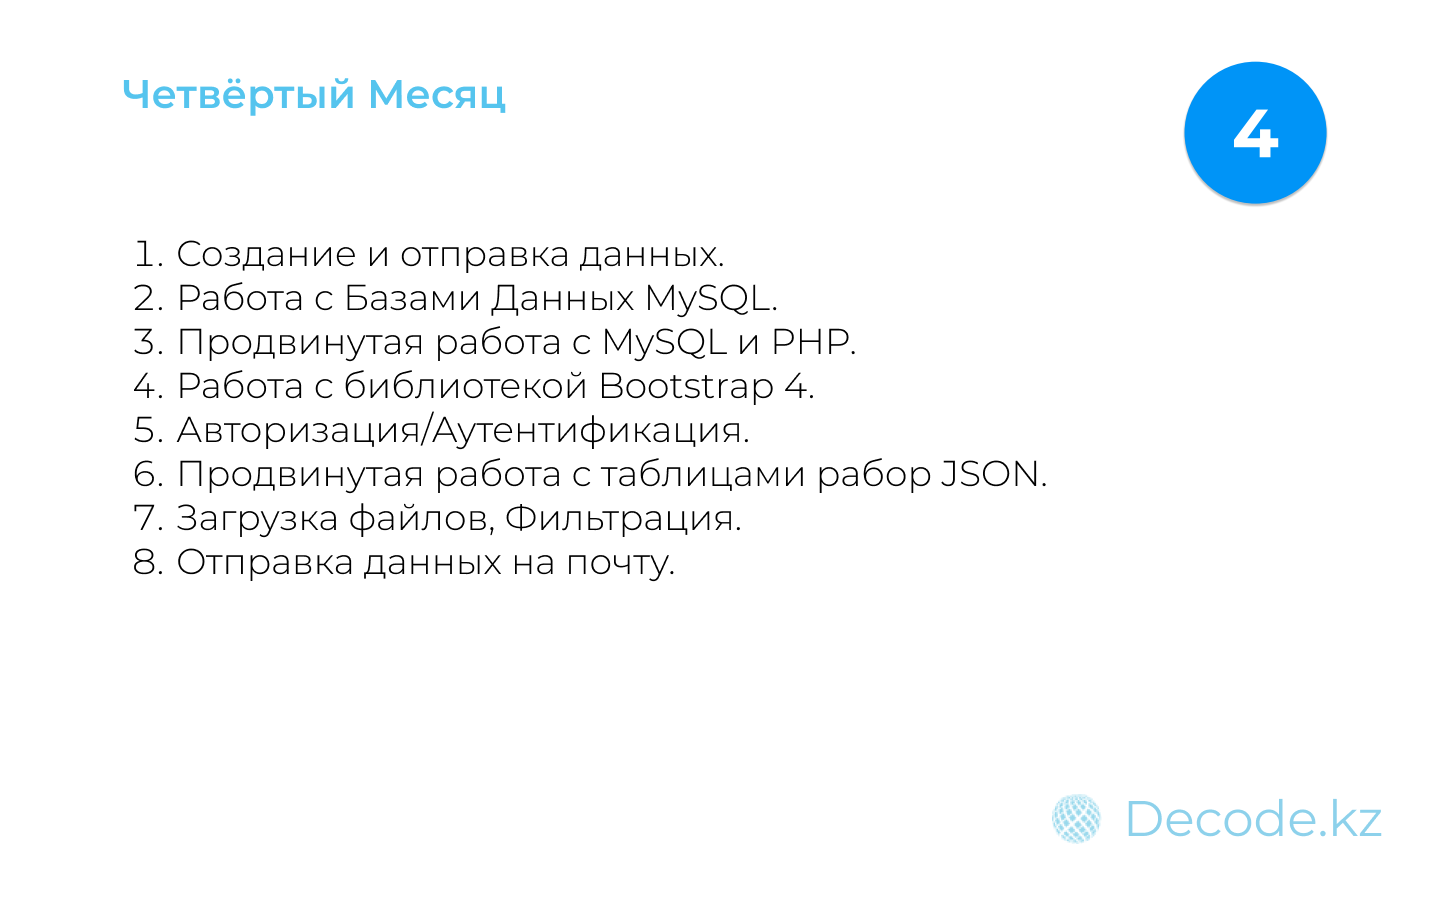 Четвёртый Месяц
4
1. Создание и отправка данных.
2. Работа с Базами Данных MySQL.
3. Продвинутая работа с MySQL и PHP.
4. Работа с библиотекой Bootstrap 4.
5. Авторизация/Аутентификация.
6. Продвинутая работа с таблицами рабор JSON.
7. Загрузка файлов, Фильтрация.
8. Отправка данных на почту.
Decode.kz